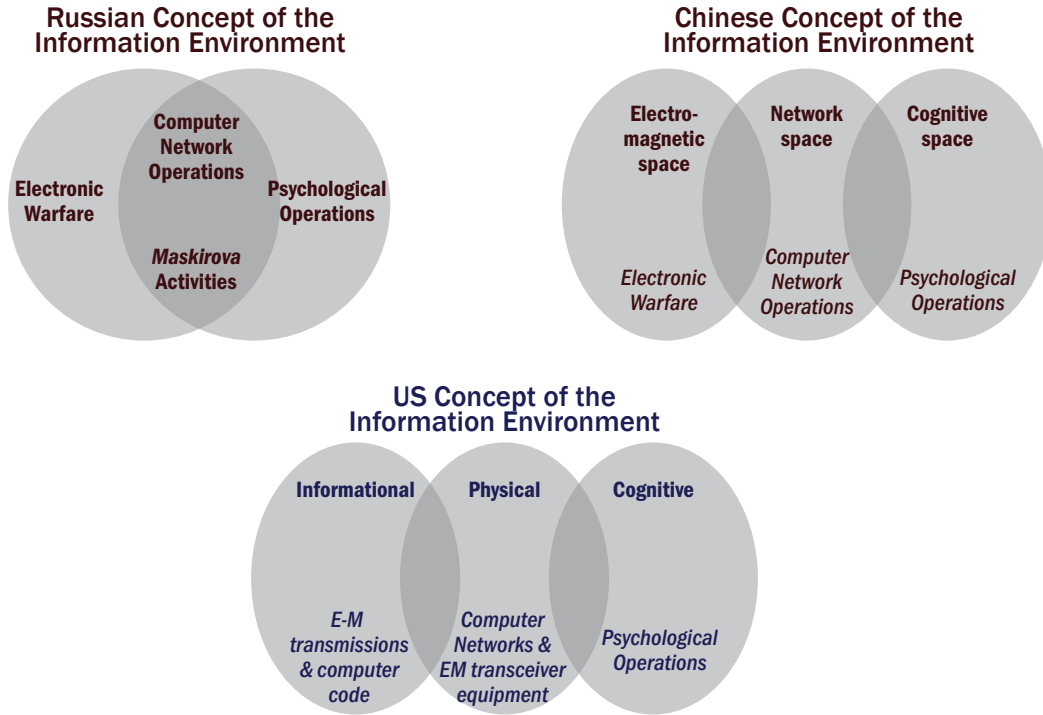 Russian Concept of the
Information Environment
Electronic
Warfare
Computer
Network
Operations
Maskirova
Activities
Psychological
Operations
Chinese Concept of the
Information Environment
Electro-
magnetic
space
Electronic
Warfare
Network
space
Computer
Network
Operations
Cognitive
space
Psychological
Operations
US Concept of the
Information Environment
Informational
E-M
transmissions
& computer
code
Physical
Computer
Networks &
EM transceiver
equipment
Cognitive
Psychological
Operations